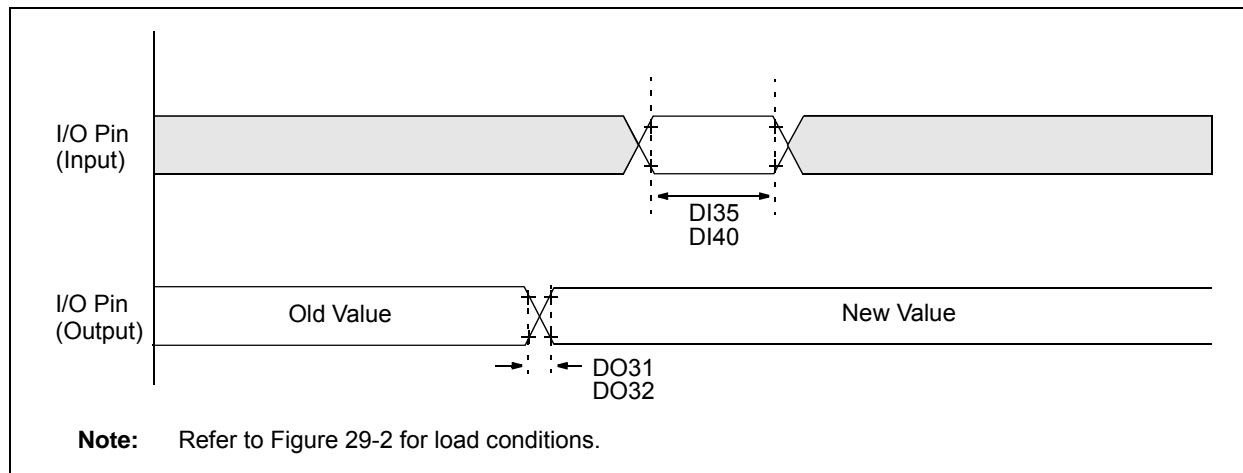 I/O Pin
(Input)
DI35
DI40
I/O Pin
(Output)
Old Value
New Value
DO31
DO32
Note: Refer to Figure 29-2 for load conditions.